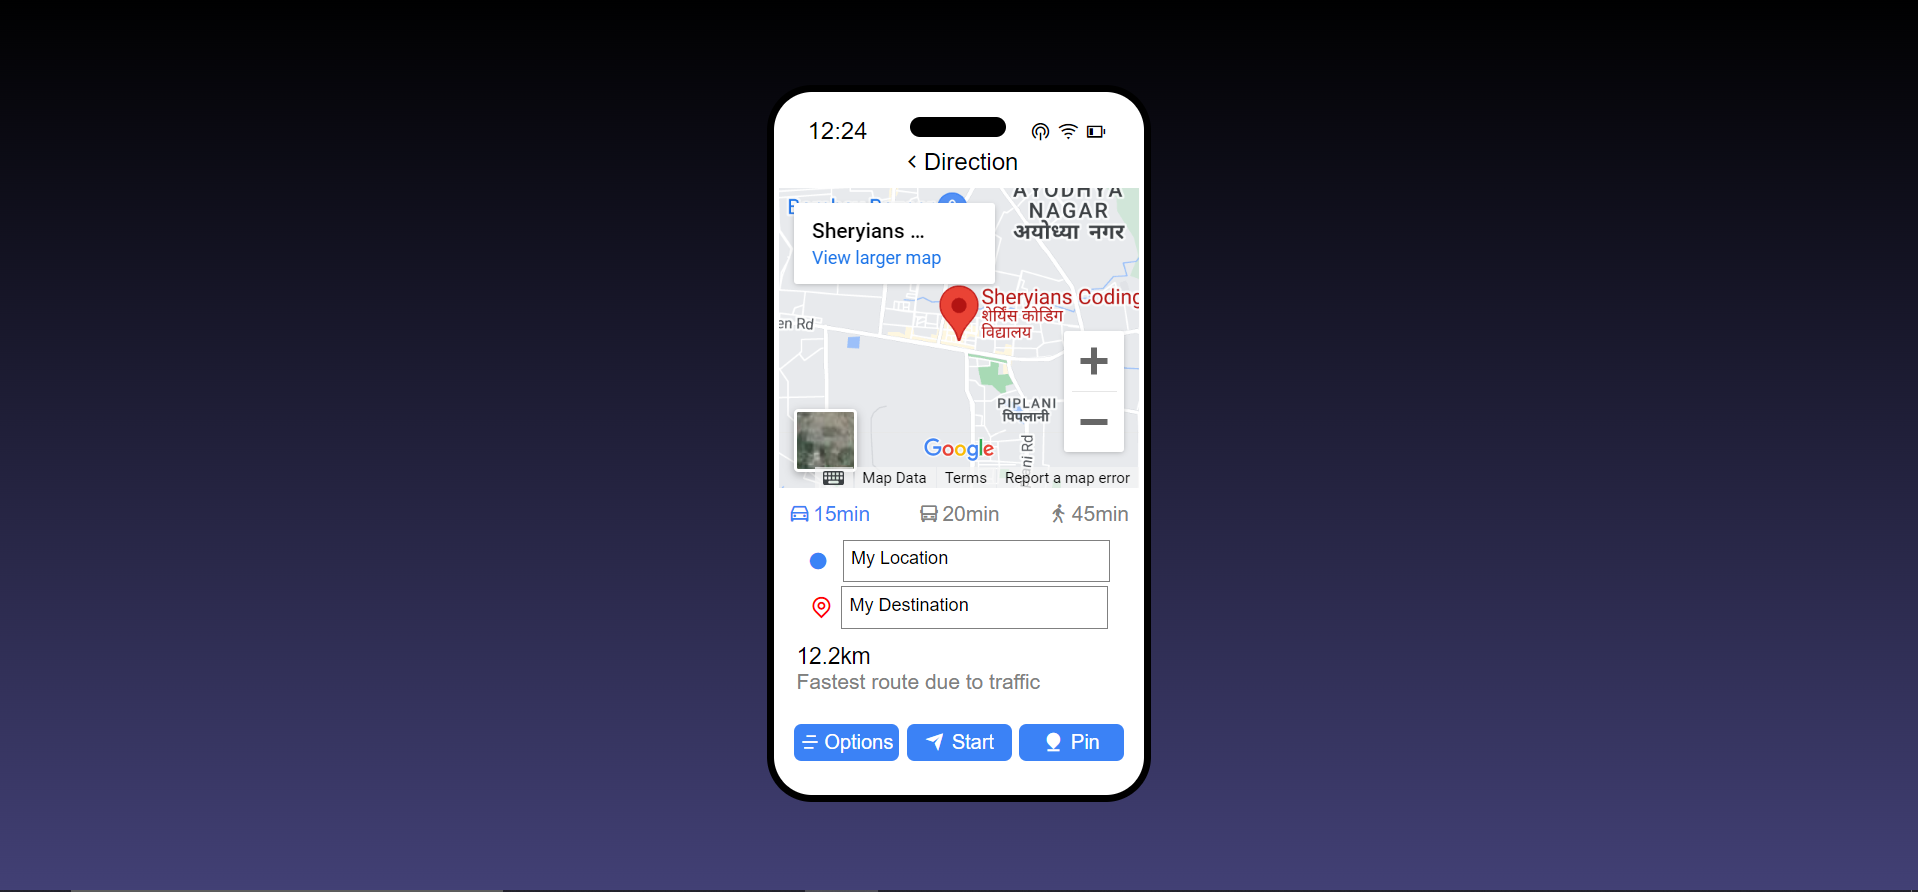 12:24
Direction
AYODHYA
NAGAR
अयोध्या नगर
Sheryians ...
View larger map
Sheryians Coding
शेर्यिंस कोडिंग
विद्यालय
en Rd
PIPLANI
पिपलानी
ni Rd
Google
Map Data Terms Report a map error
15min 20min 45min
My Location
My Destination
12.2km
Fastest route due to traffic
Options Start Pin